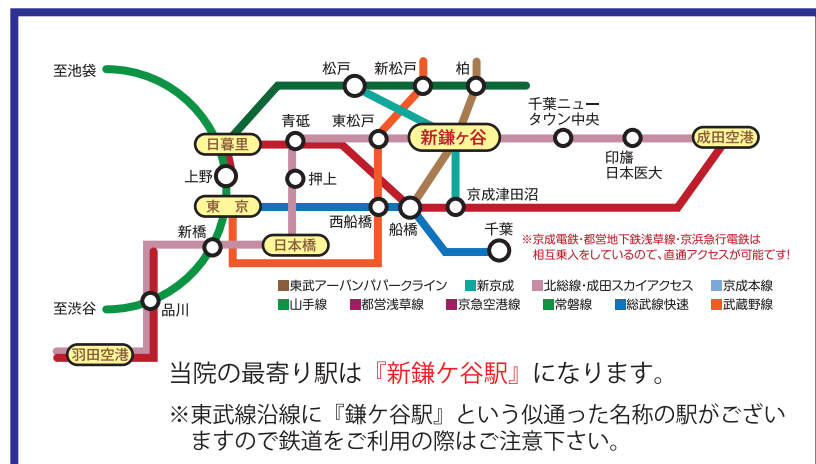 至池袋
松戸
新松戸
柏
千葉ニュー
タウン中央
青砥
東松戸
新鎌ヶ谷
日暮里
成田空港
印旛
日本医大
上野
押上
東 京
京成津田沼
西船橋
船橋
千葉
新橋
日本橋
※京成電鉄・都営地下鉄浅草線・京浜急行電鉄は
相互乗入をしているので、直通アクセスが可能です!
東武アーバンパパークライン
新京成
北総線・成田スカイアクセス
京成本線
山手線
都営浅草線
京急空港線
常磐線
総武線快速
武蔵野線
至渋谷
品川
羽田空港
当院の最寄り駅は『新鎌ケ谷駅』になります。
※東武線沿線に『鎌ケ谷駅』という似通った名称の駅がござい
ますので鉄道をご利用の際はご注意下さい。